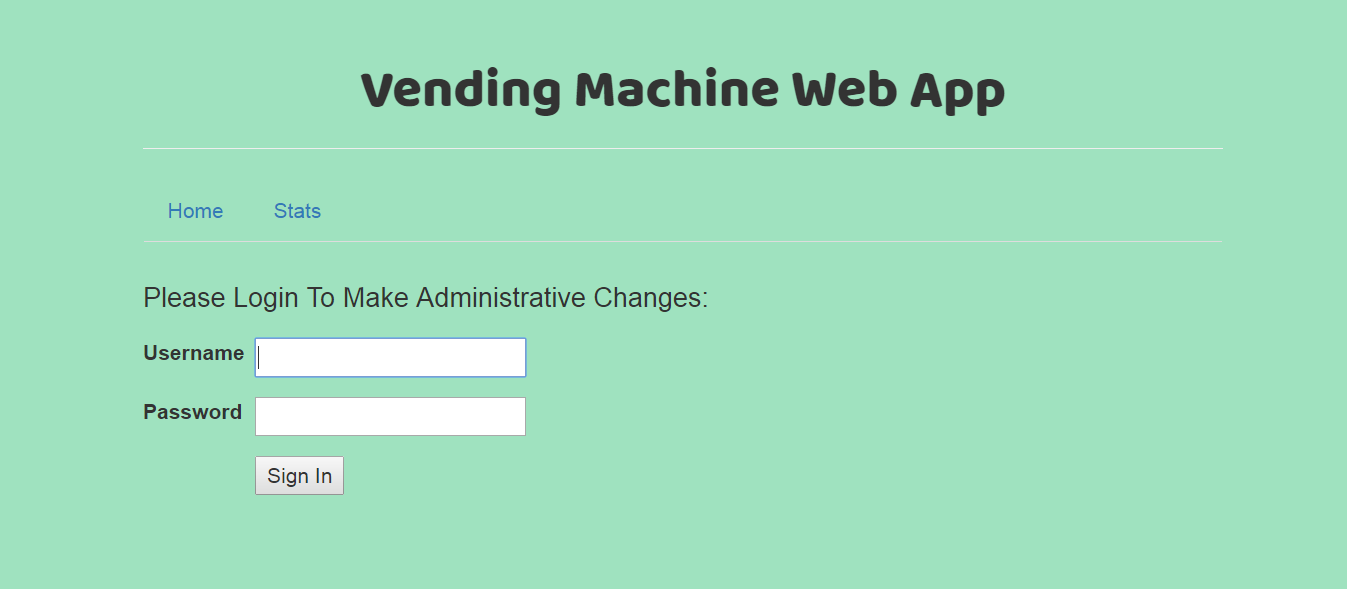 Vending Machine Web App
Home Stats
Please Login To Make Administrative Changes:
Username
Password
Sign In